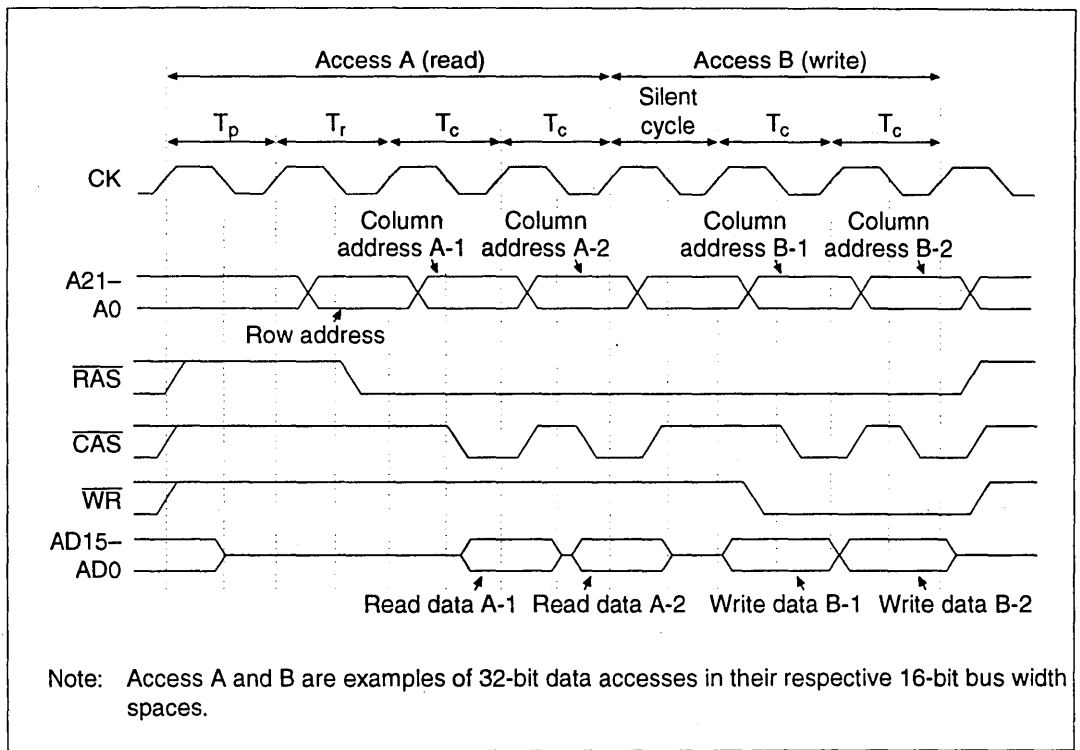 Access A (read) Access B (write)
Silent
cycle
Tp Tr Tc Tc Tc Tc
CK
Column Column Column Column
address A-1 address A-2 address B-1 address B-2
A21–
A0
Row address
RAS
CAS
WR
AD15–
AD0
Read data A-1 Read data A-2 Write data B-1 Write data B-2
Note: Access A and B are examples of 32-bit data accesses in their respective 16-bit bus width
spaces.